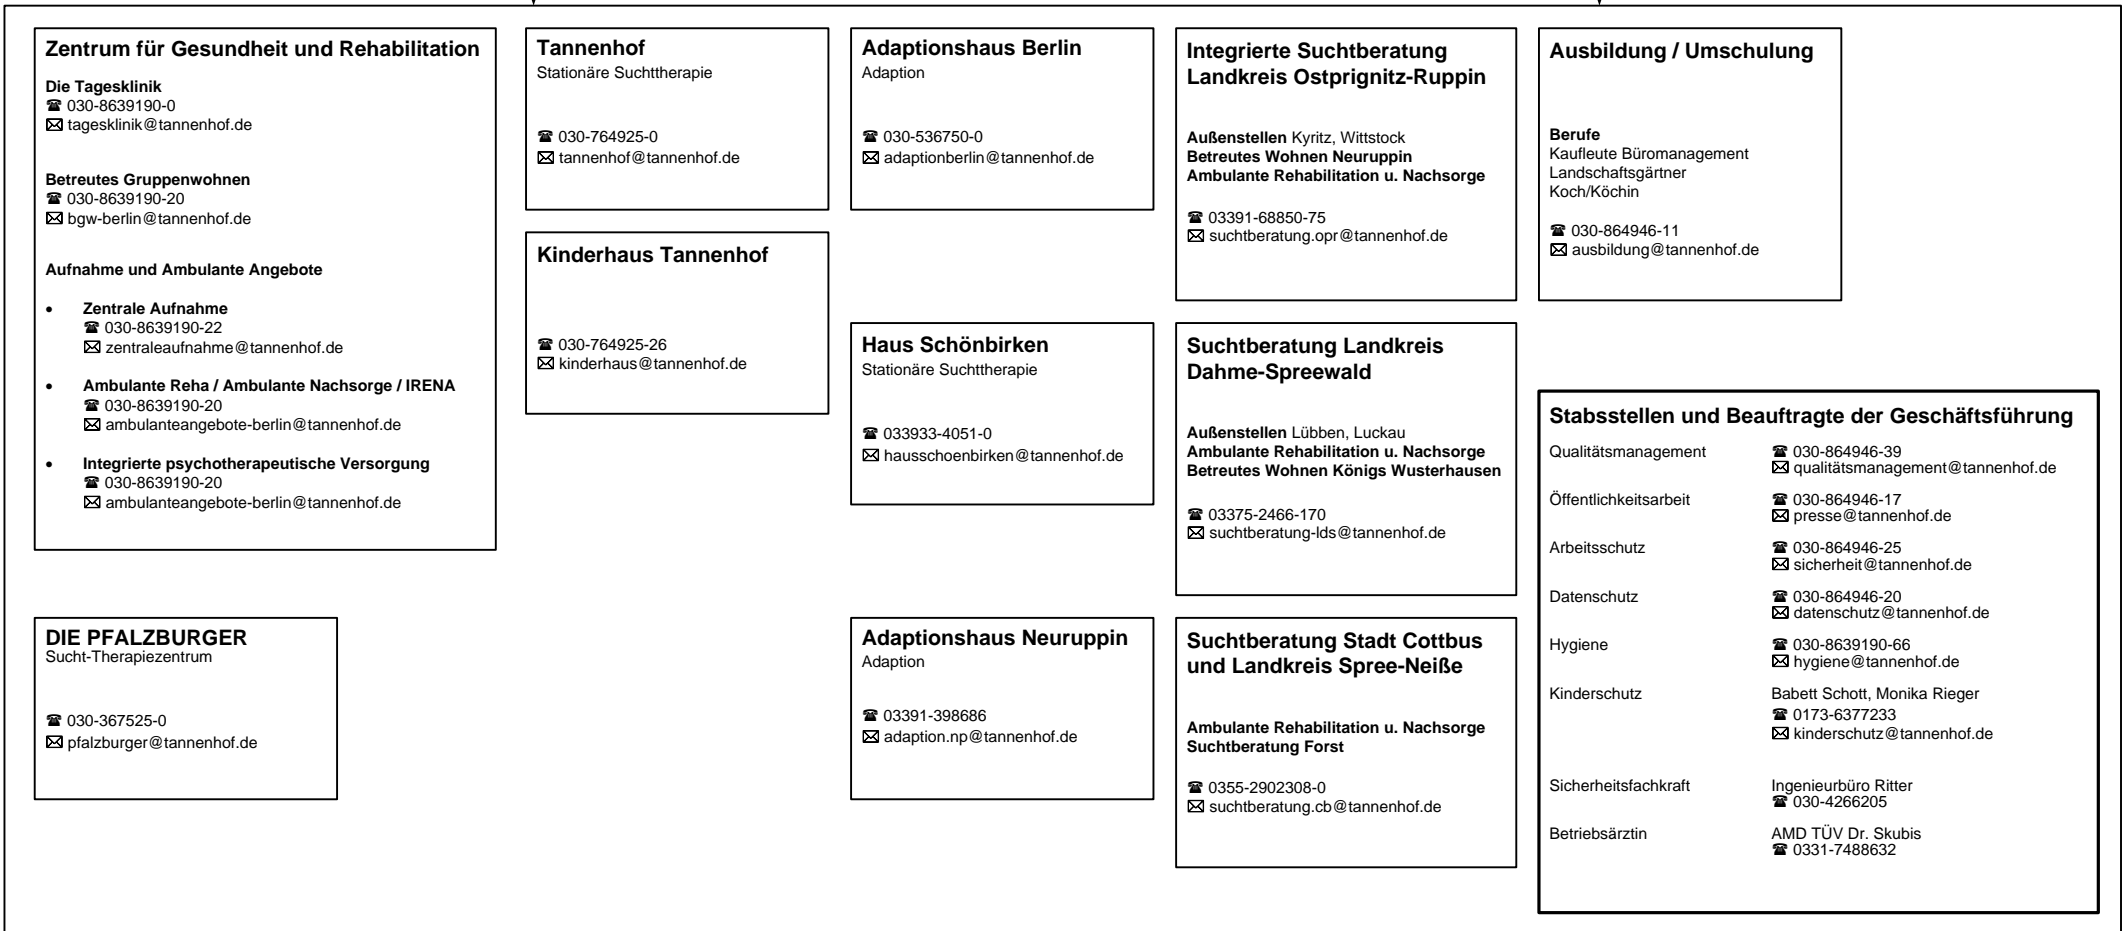 Zentrum für Gesundheit und Rehabilitation
Die Tagesklinik
☎ 030-8639190-0
✉ tagesklinik@tannenhof.de
Betreutes Gruppenwohnen
☎ 030-8639190-20
✉ bgw-berlin@tannenhof.de
Aufnahme und Ambulante Angebote
• Zentrale Aufnahme
☎ 030-8639190-22
✉ zentraleaufnahme@tannenhof.de
• Ambulante Reha / Ambulante Nachsorge / IRENA
☎ 030-8639190-20
✉ ambulanteangebote-berlin@tannenhof.de
• Integrierte psychotherapeutische Versorgung
☎ 030-8639190-20
✉ ambulanteangebote-berlin@tannenhof.de
DIE PFALZBURGER
Sucht-Therapiezentrum
☎ 030-367525-0
✉ pfalzburger@tannenhof.de
Tannenhof
Stationäre Suchttherapie
☎ 030-764925-0
✉ tannenhof@tannenhof.de
Kinderhaus Tannenhof
☎ 030-764925-26
✉ kinderhaus@tannenhof.de
Adaptionshaus Berlin
Adaption
☎ 030-536750-0
✉ adaptionberlin@tannenhof.de
Haus Schönbirken
Stationäre Suchttherapie
☎ 033933-4051-0
✉ hausschoenbirken@tannenhof.de
Adaptionshaus Neuruppin
Adaption
☎ 03391-398686
✉ adaption.np@tannenhof.de
Integrierte Suchtberatung
Landkreis Ostprignitz-Ruppin
Außenstellen Kyritz, Wittstock
Betreutes Wohnen Neuruppin
Ambulante Rehabilitation u. Nachsorge
☎ 03391-68850-75
✉ suchtberatung.opr@tannenhof.de
Suchtberatung Landkreis
Dahme-Spreewald
Außenstellen Lübben, Luckau
Ambulante Rehabilitation u. Nachsorge
Betreutes Wohnen Königs Wusterhausen
☎ 03375-2466-170
✉ suchtberatung-lds@tannenhof.de
Suchtberatung Stadt Cottbus
und Landkreis Spree-Neiße
Ambulante Rehabilitation u. Nachsorge
Suchtberatung Forst
☎ 0355-2902308-0
✉ suchtberatung.cb@tannenhof.de
Ausbildung / Umschulung
Berufe
Kaufleute Büromanagement
Landschaftsgärtner
Koch/Köchin
☎ 030-864946-11
✉ ausbildung@tannenhof.de
Stabsstellen und Beauftragte der Geschäftsführung
Qualitätsmanagement ☎ 030-864946-39
✉ qualitätsmanagement@tannenhof.de
Öffentlichkeitsarbeit ☎ 030-864946-17
✉ presse@tannenhof.de
Arbeitsschutz ☎ 030-864946-25
✉ sicherheit@tannenhof.de
Datenschutz ☎ 030-864946-20
✉ datenschutz@tannenhof.de
Hygiene ☎ 030-8639190-66
✉ hygiene@tannenhof.de
Kinderschutz Babett Schott, Monika Rieger
☎ 0173-6377233
✉ kinderschutz@tannenhof.de
Sicherheitsfachkraft Ingenieurbüro Ritter
☎ 030-4266205
Betriebsärztin AMD TÜV Dr. Skubis
☎ 0331-7488632